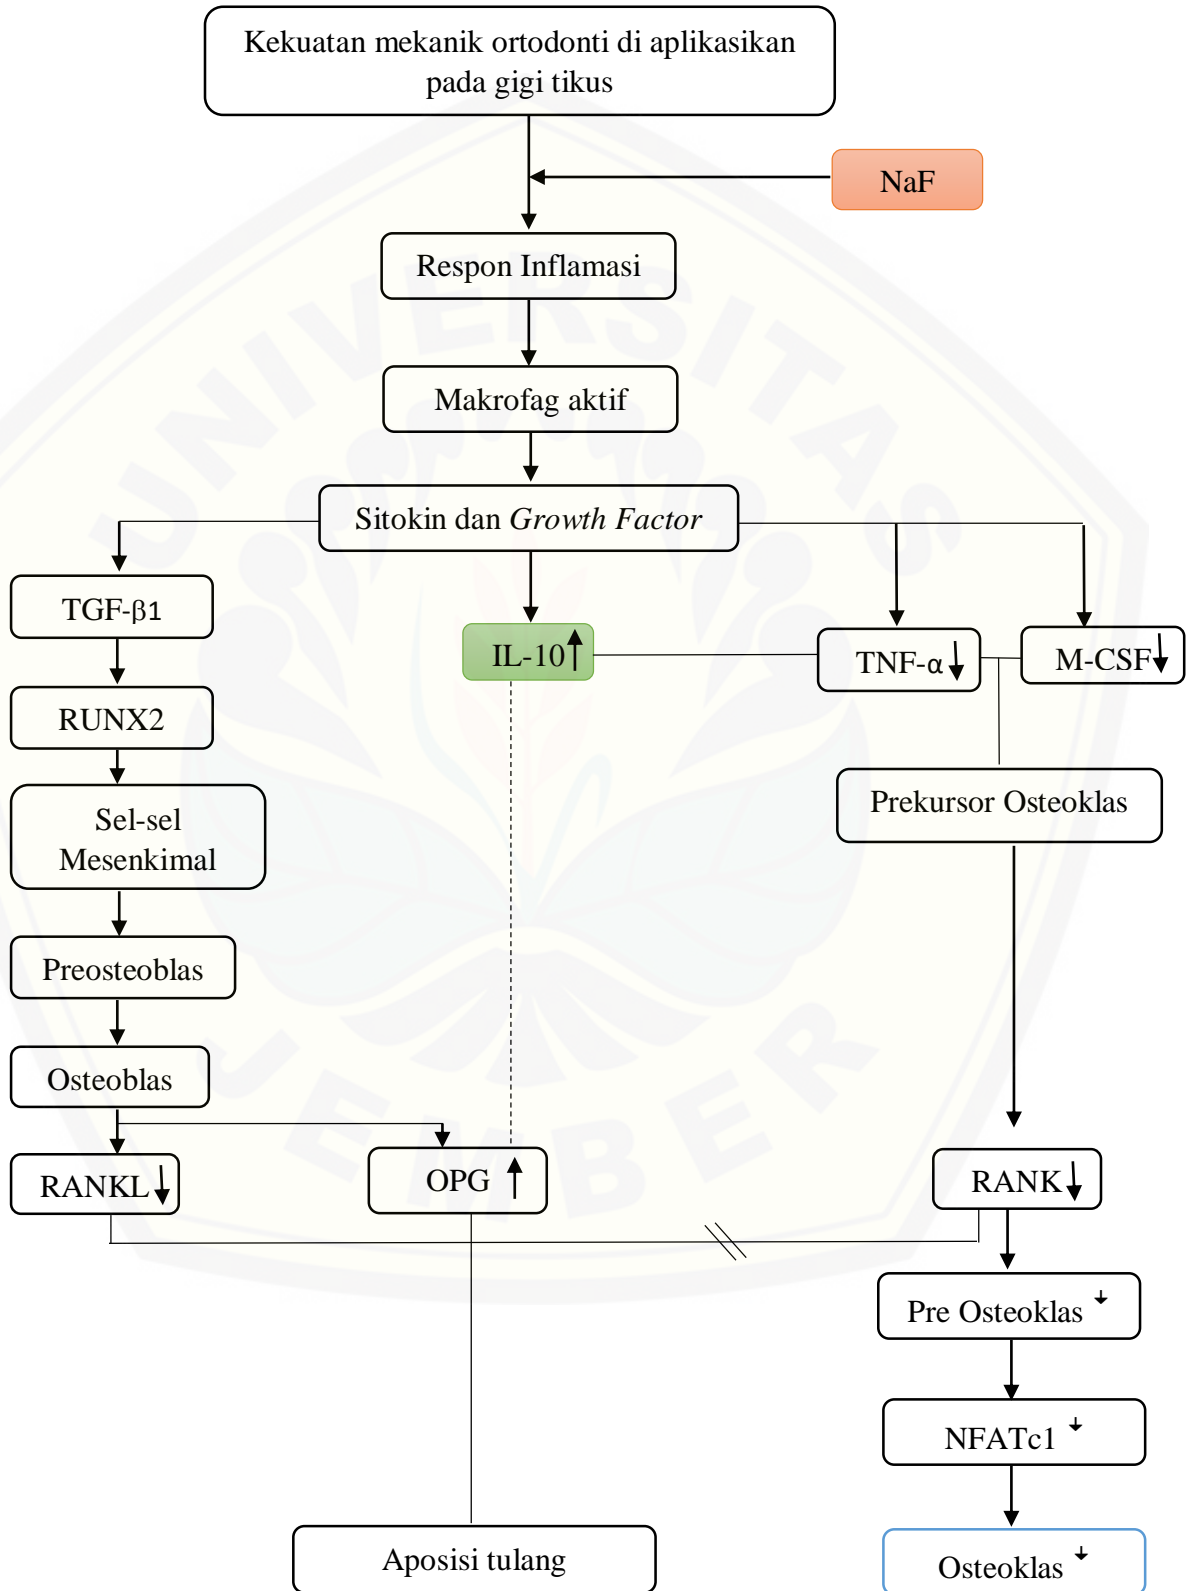 Kekuatan mekanik ortodonti di aplikasikan
pada gigi tikus
NaF
Respon Inflamasi
Makrofag aktif
Sitokin dan Growth Factor
TGF-β1
IL-10
TNF-α
M-CSF
RUNX2
Prekursor Osteoklas
Sel-sel
Mesenkimal
Preosteoblas
Osteoblas
RANKL
OPG
RANK
Pre Osteoklas
NFATc1
Aposisi tulang
Osteoklas
UNIVERSITAS
JEMBER